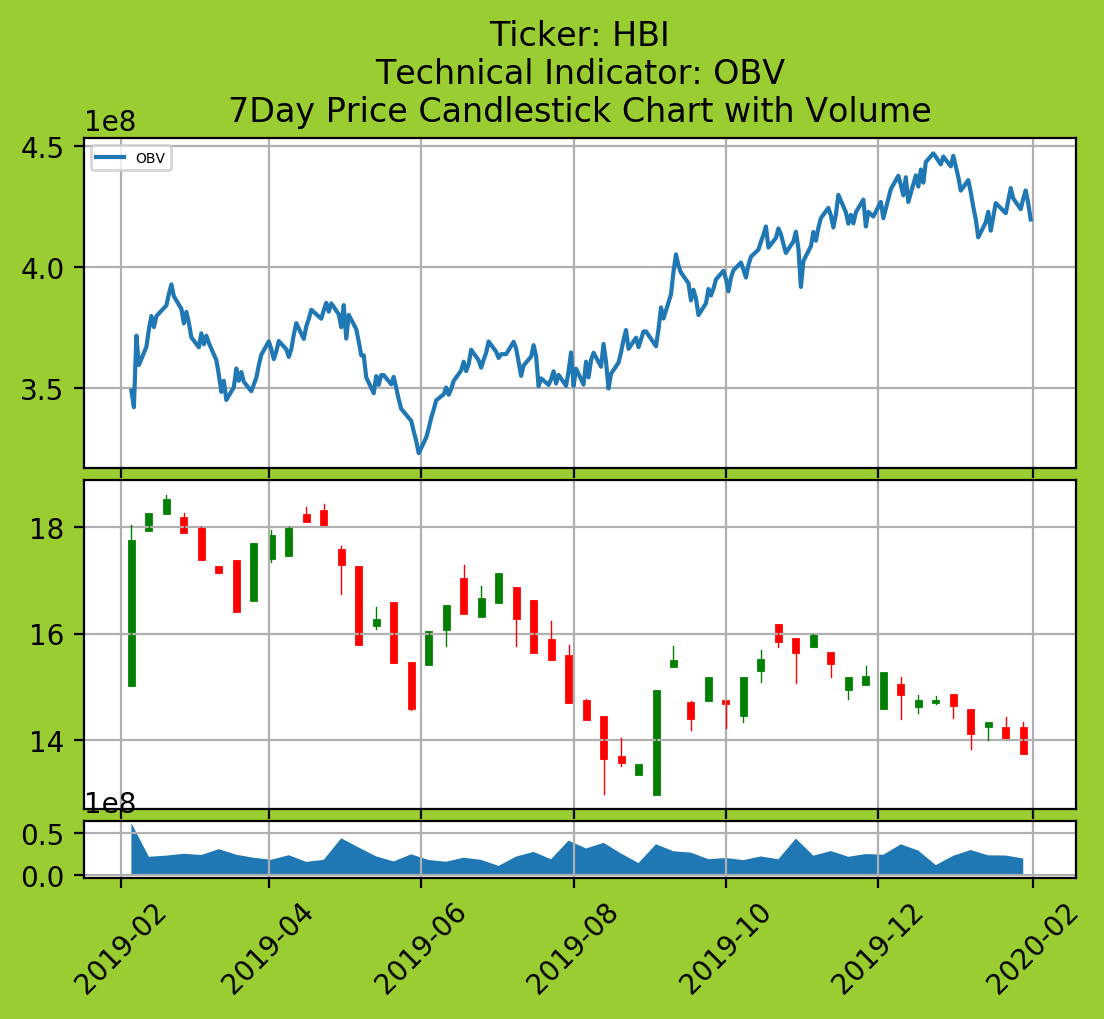 Ticker: HBI
Technical Indicator: OBV
7Day Price Candlestick Chart with Volume
1e8
4.5
OBV
4.0
3.5
18
16
14
1e8
0.5
0.0
2019-02 2019-04 2019-06 2019-08 2019-10 2019-12 2020-02